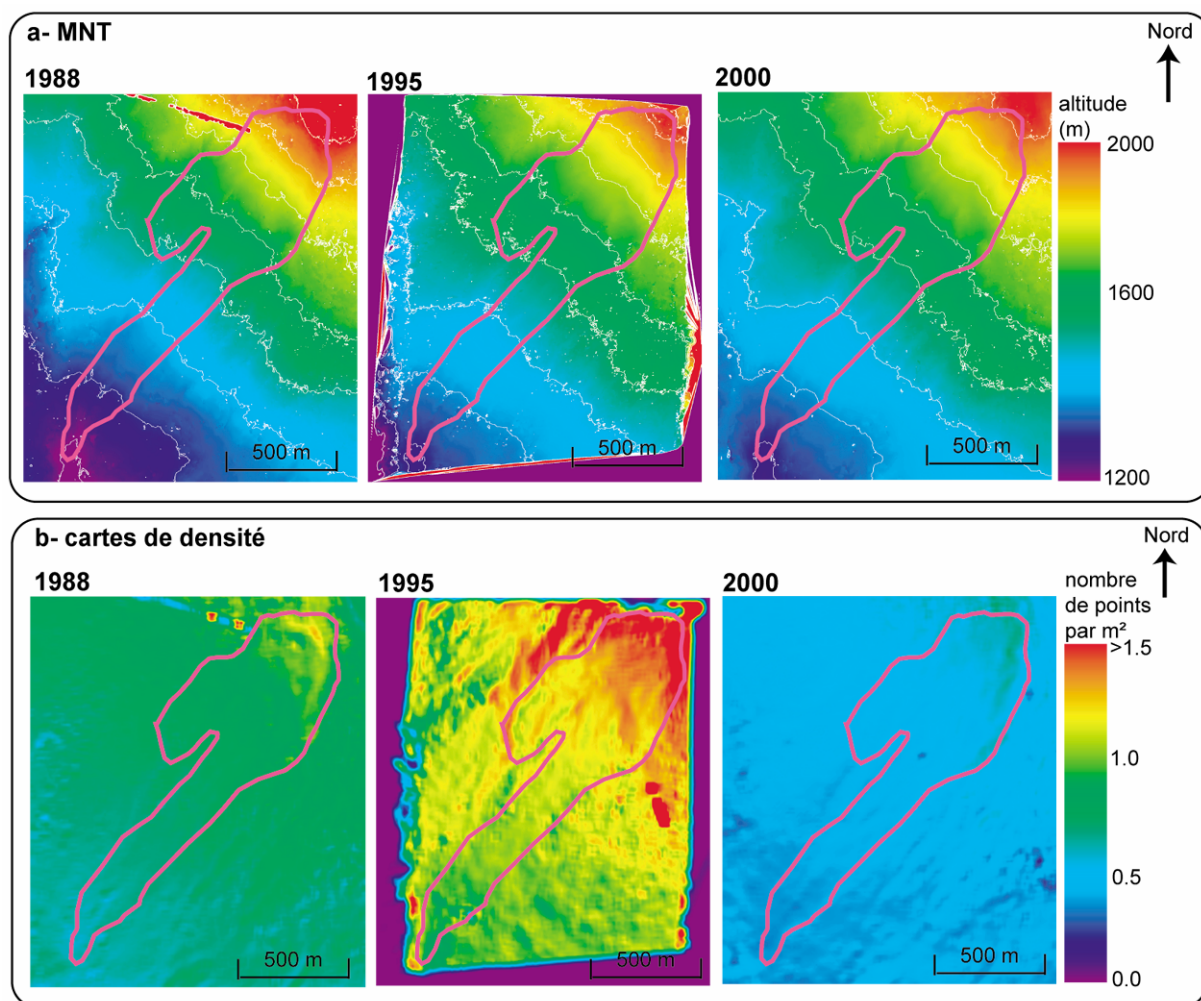 a- MNT
Nord
1988
1995
2000
altitude
(m)
2000
1600
1200
500 m
500 m
500 m
b- cartes de densité
Nord
1988
1995
2000
nombre
de points
par m²
>1.5
1.0
0.5
0.0
500 m
500 m
500 m